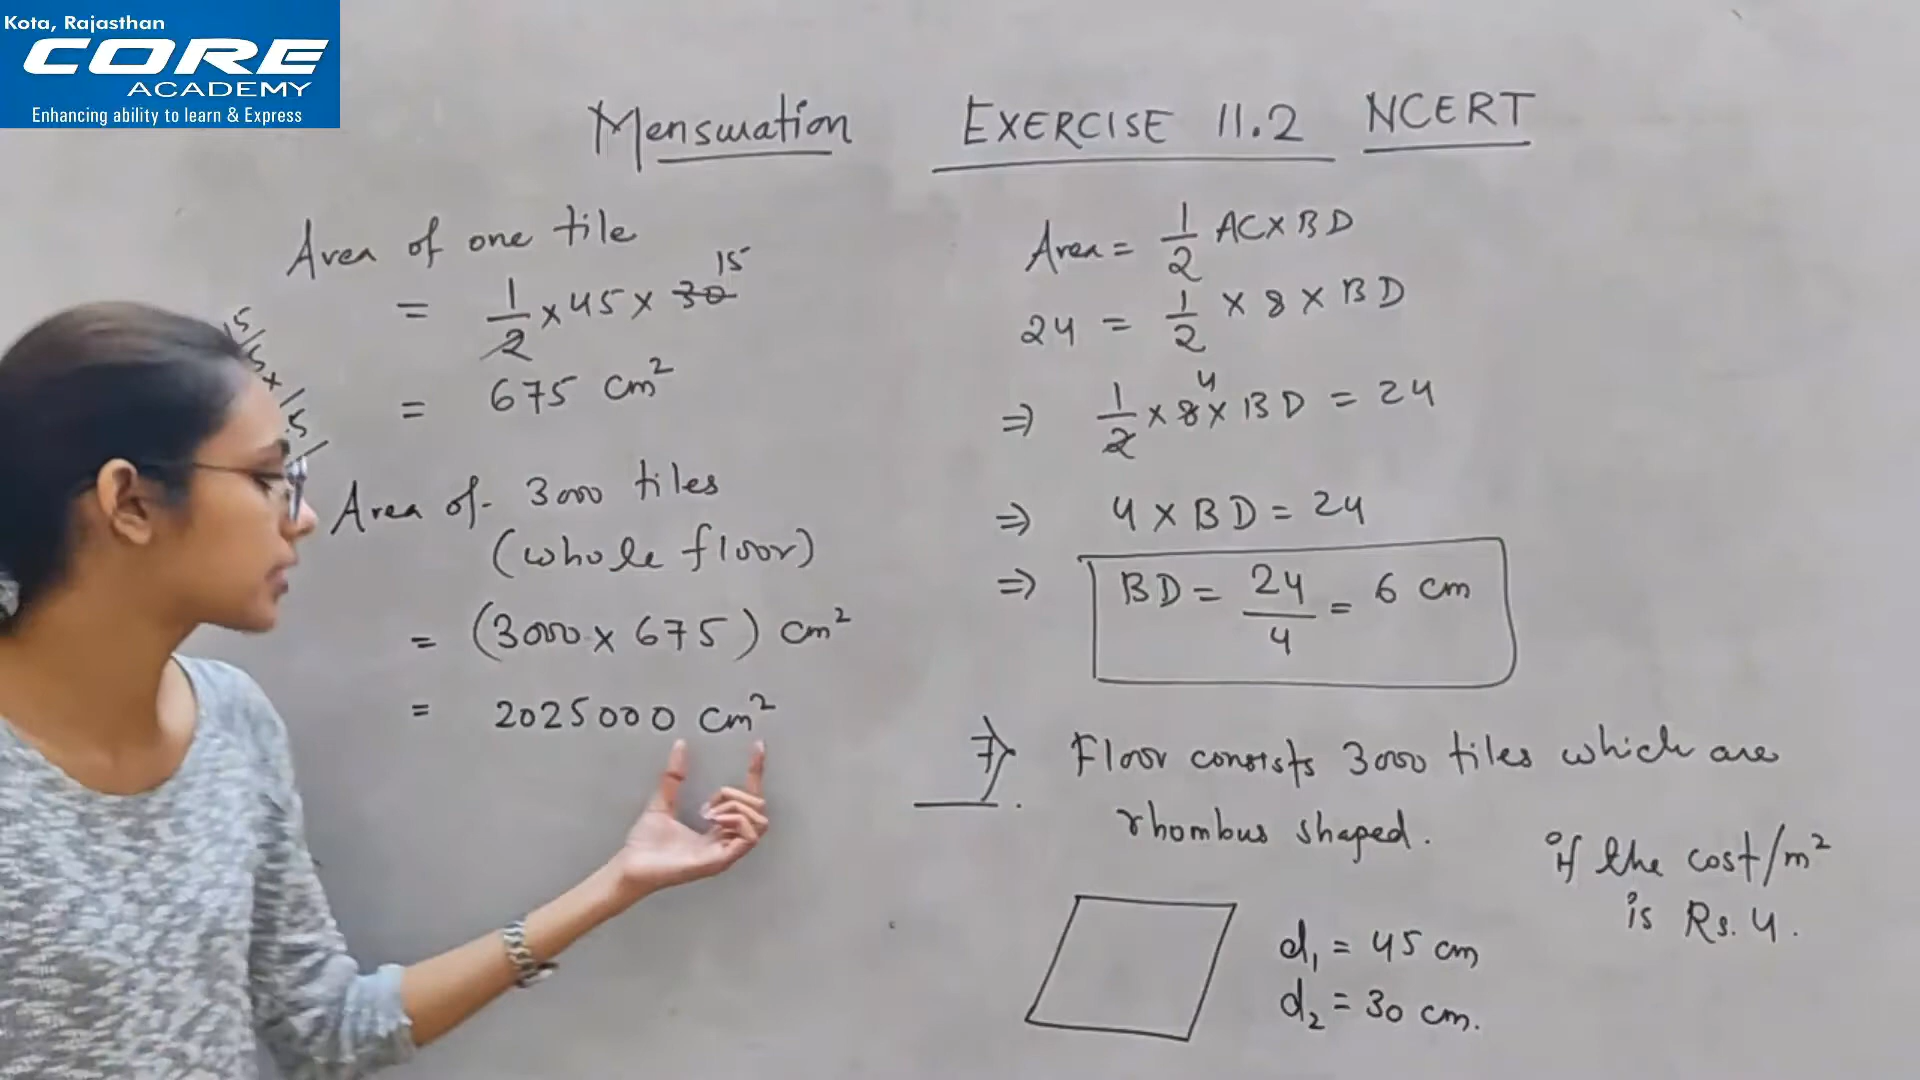 Kota, Rajasthan
CORE
ACADEMY
Enhancing ability to learn & Express
Mensuration EXERCISE 11.2 NCERT
Area of one tile
= 1/2 × 45 × 30 15
= 675 cm²
Area of 3000 tiles
(whole floor)
= (3000 × 675) cm²
= 2025000 cm²
Area = 1/2 AC × BD
24 = 1/2 × 8 × BD
⇒ 1/2 × 8 4 × BD = 24
⇒ 4 × BD = 24
⇒ BD = 24/4 = 6 cm
7. Floor consists 3000 tiles which are
rhombus shaped.
if the cost/m²
is Rs. 4.
d₁ = 45 cm
d₂ = 30 cm.